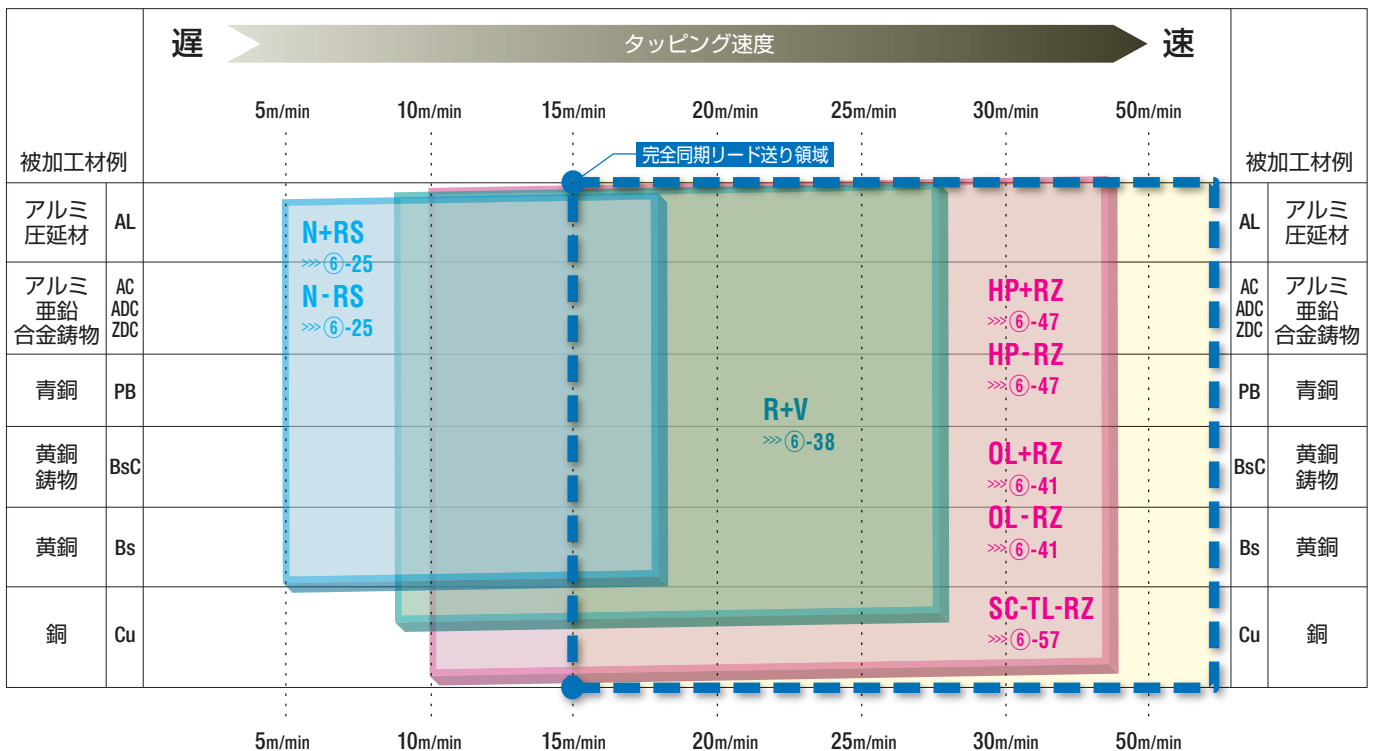 遅
タッピング速度
速
5m/min
10m/min
15m/min
20m/min
25m/min
30m/min
50m/min
被加工材例
完全同期リード送り領域
被加工材例
アルミ
圧延材
AL
N+RS
>>>⑥-25
N-RS
>>>⑥-25
AL
アルミ
圧延材
アルミ
亜鉛
合金鋳物
AC
ADC
ZDC
HP+RZ
>>>⑥-47
HP-RZ
>>>⑥-47
AC
ADC
ZDC
アルミ
亜鉛
合金鋳物
青銅
PB
R+V
>>>⑥-38
PB
青銅
黄銅
鋳物
BsC
OL+RZ
>>>⑥-41
OL-RZ
>>>⑥-41
BsC
黄銅
鋳物
黄銅
Bs
Bs
黄銅
銅
Cu
SC-TL-RZ
>>>⑥-57
Cu
銅
5m/min
10m/min
15m/min
20m/min
25m/min
30m/min
50m/min